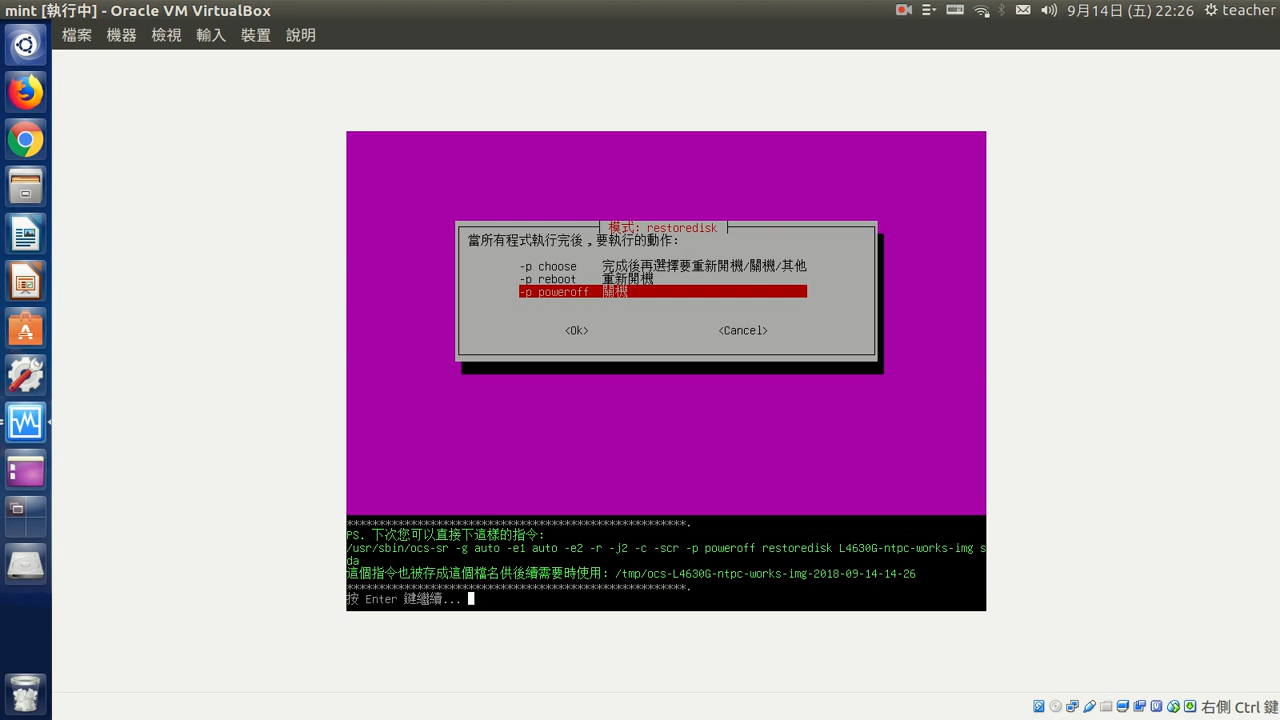 mint [執行中] - Oracle VM VirtualBox
9月14日 (五) 22:26
teacher
檔案 機器 檢視 輸入 裝置 說明
模式: restoredisk
當所有程式執行完後，要執行的動作:
-p choose 完成後再選擇要重新開機/關機/其他
-p reboot 重新開機
-p poweroff 關機
<Ok> <Cancel>
*****************************************************.
PS. 下次您可以直接下這樣的指令:
/usr/sbin/ocs-sr -g auto -e1 auto -e2 -r -j2 -c -scr -p poweroff restoredisk L4630G-ntpc-works-img s
da
這個指令也被存成這個檔名供後續需要時使用: /tmp/ocs-L4630G-ntpc-works-img-2018-09-14-14-26
*****************************************************.
按 Enter 鍵繼續...
右側 Ctrl 鍵